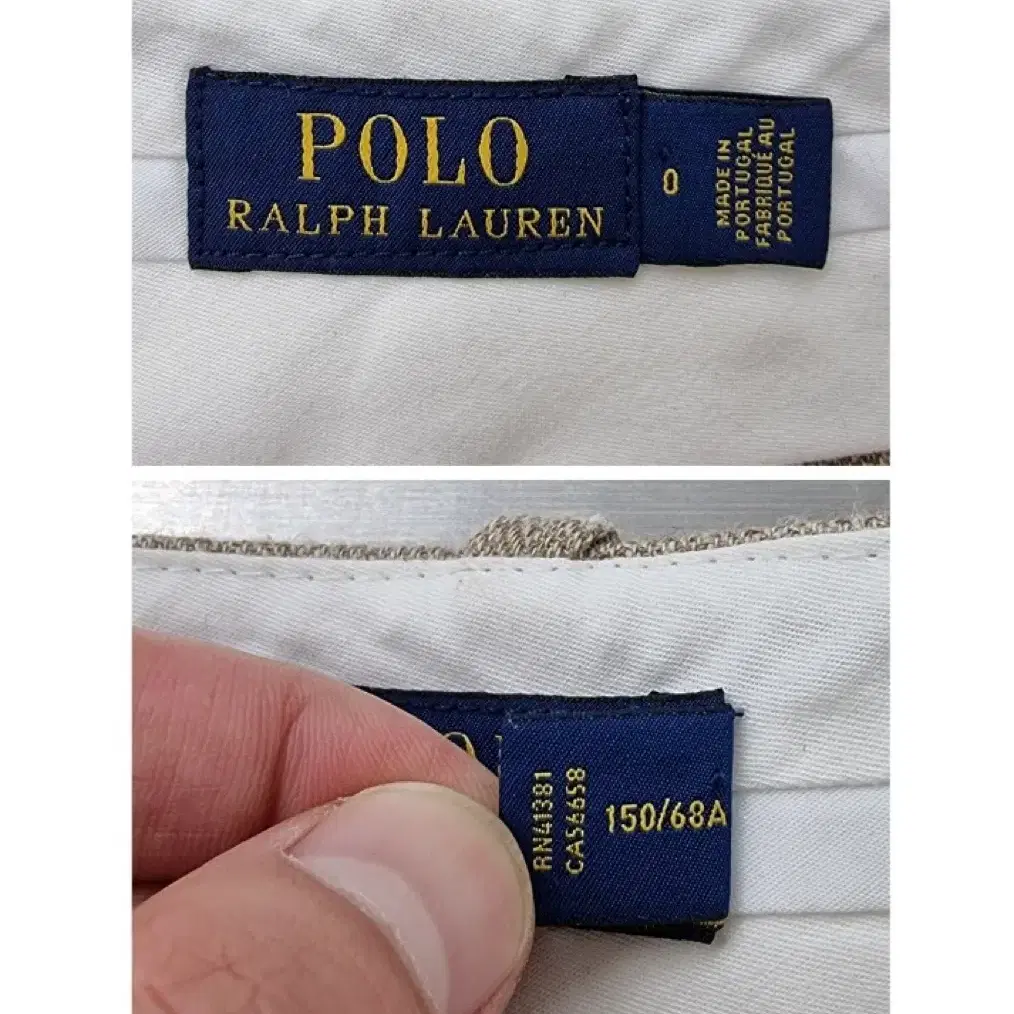 POLO
RALPH LAUREN
0
MADE IN
PORTUGAL
FABRIQUÉ AU
PORTUGAL
RN41381
CA56658
150/68A